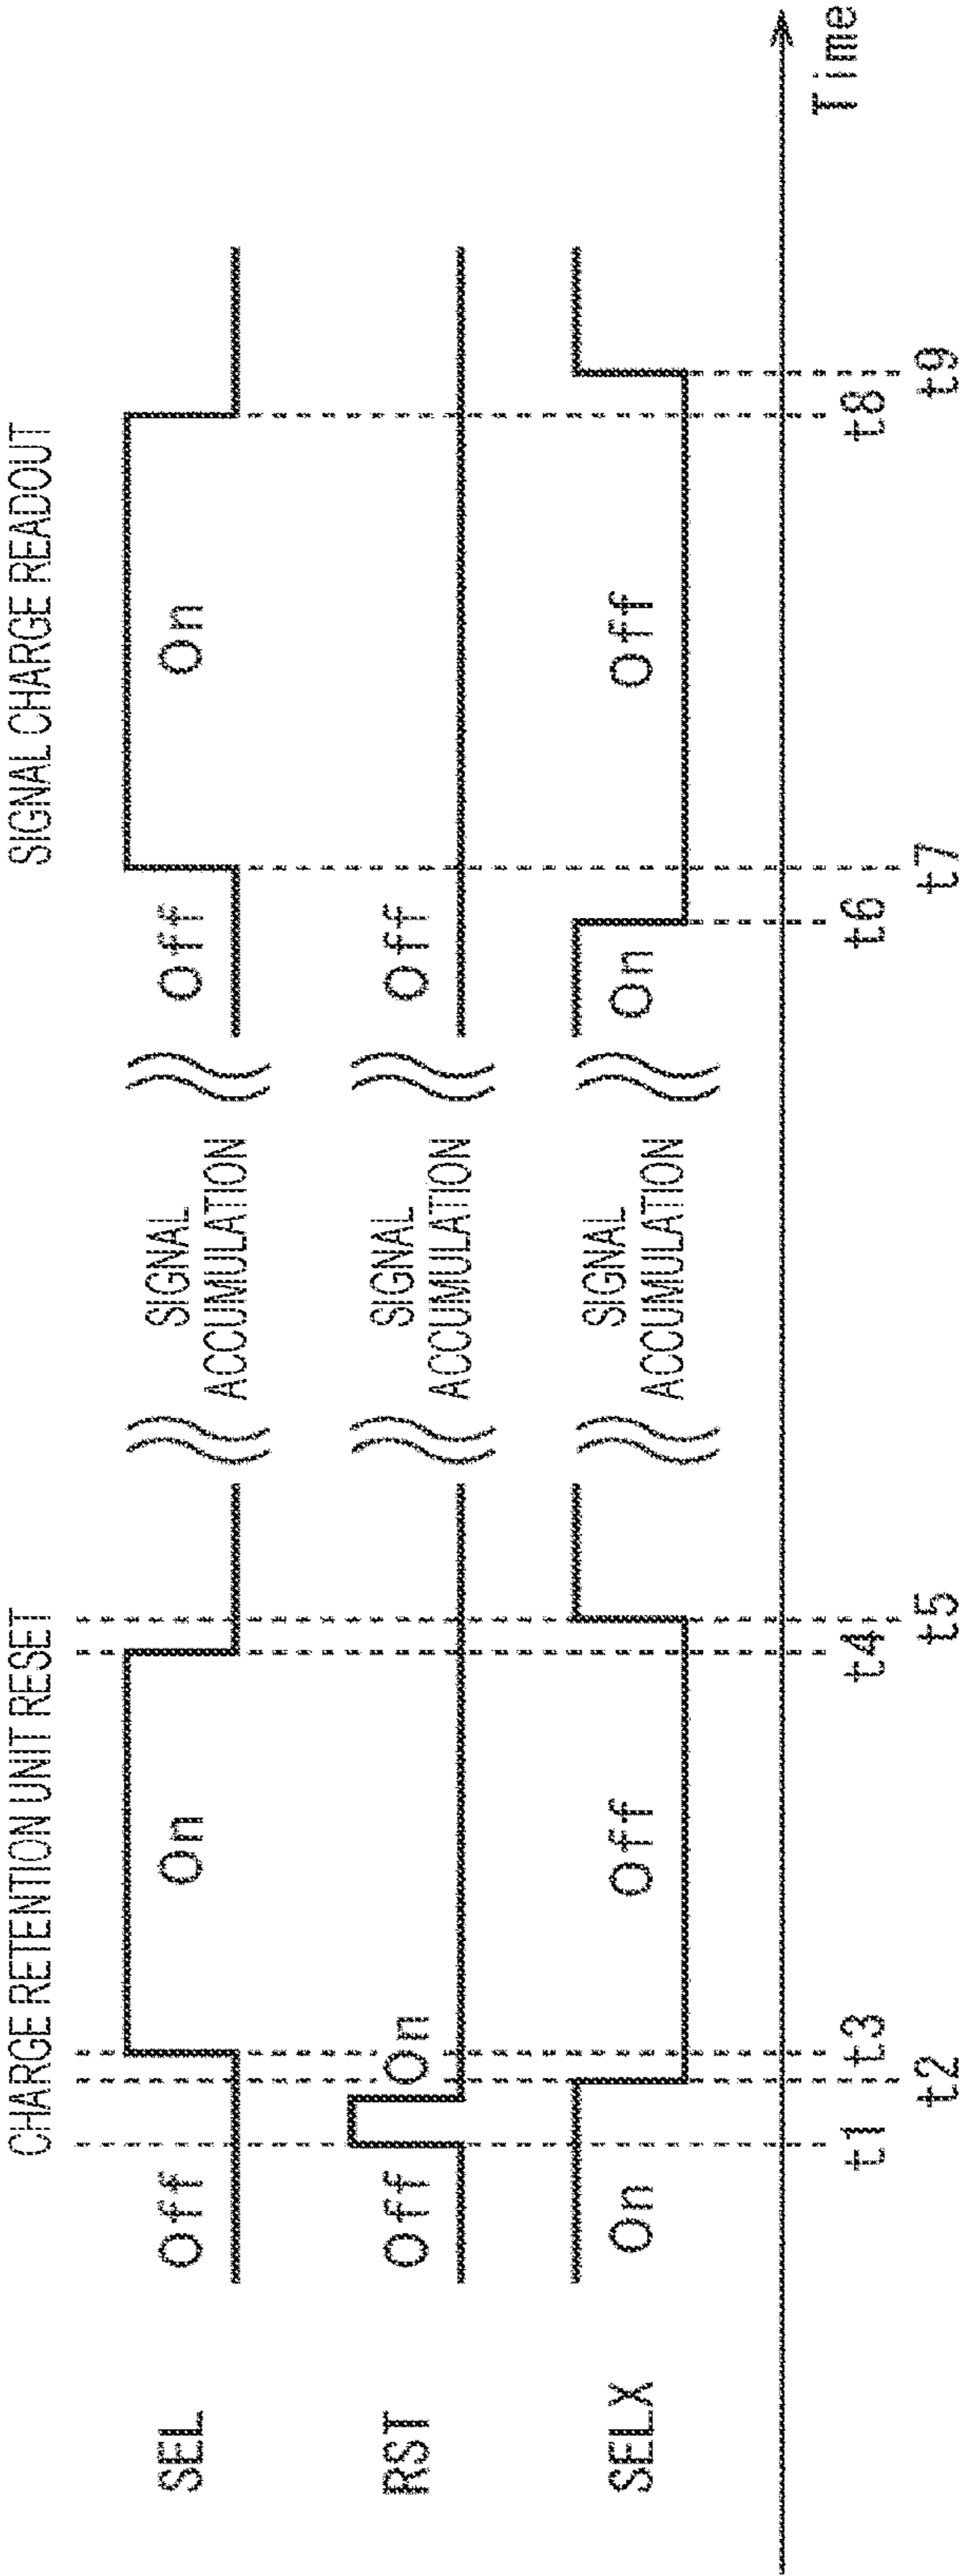 CHARGE RETENTION UNIT RESET
SIGNAL CHARGE READOUT
SEL
Off
On
SIGNAL
ACCUMULATION
Off
On
RST
Off
On
SIGNAL
ACCUMULATION
Off
SELX
On
Off
SIGNAL
ACCUMULATION
On
Off
Time
t1
t2
t3
t4
t5
t6
t7
t8
t9